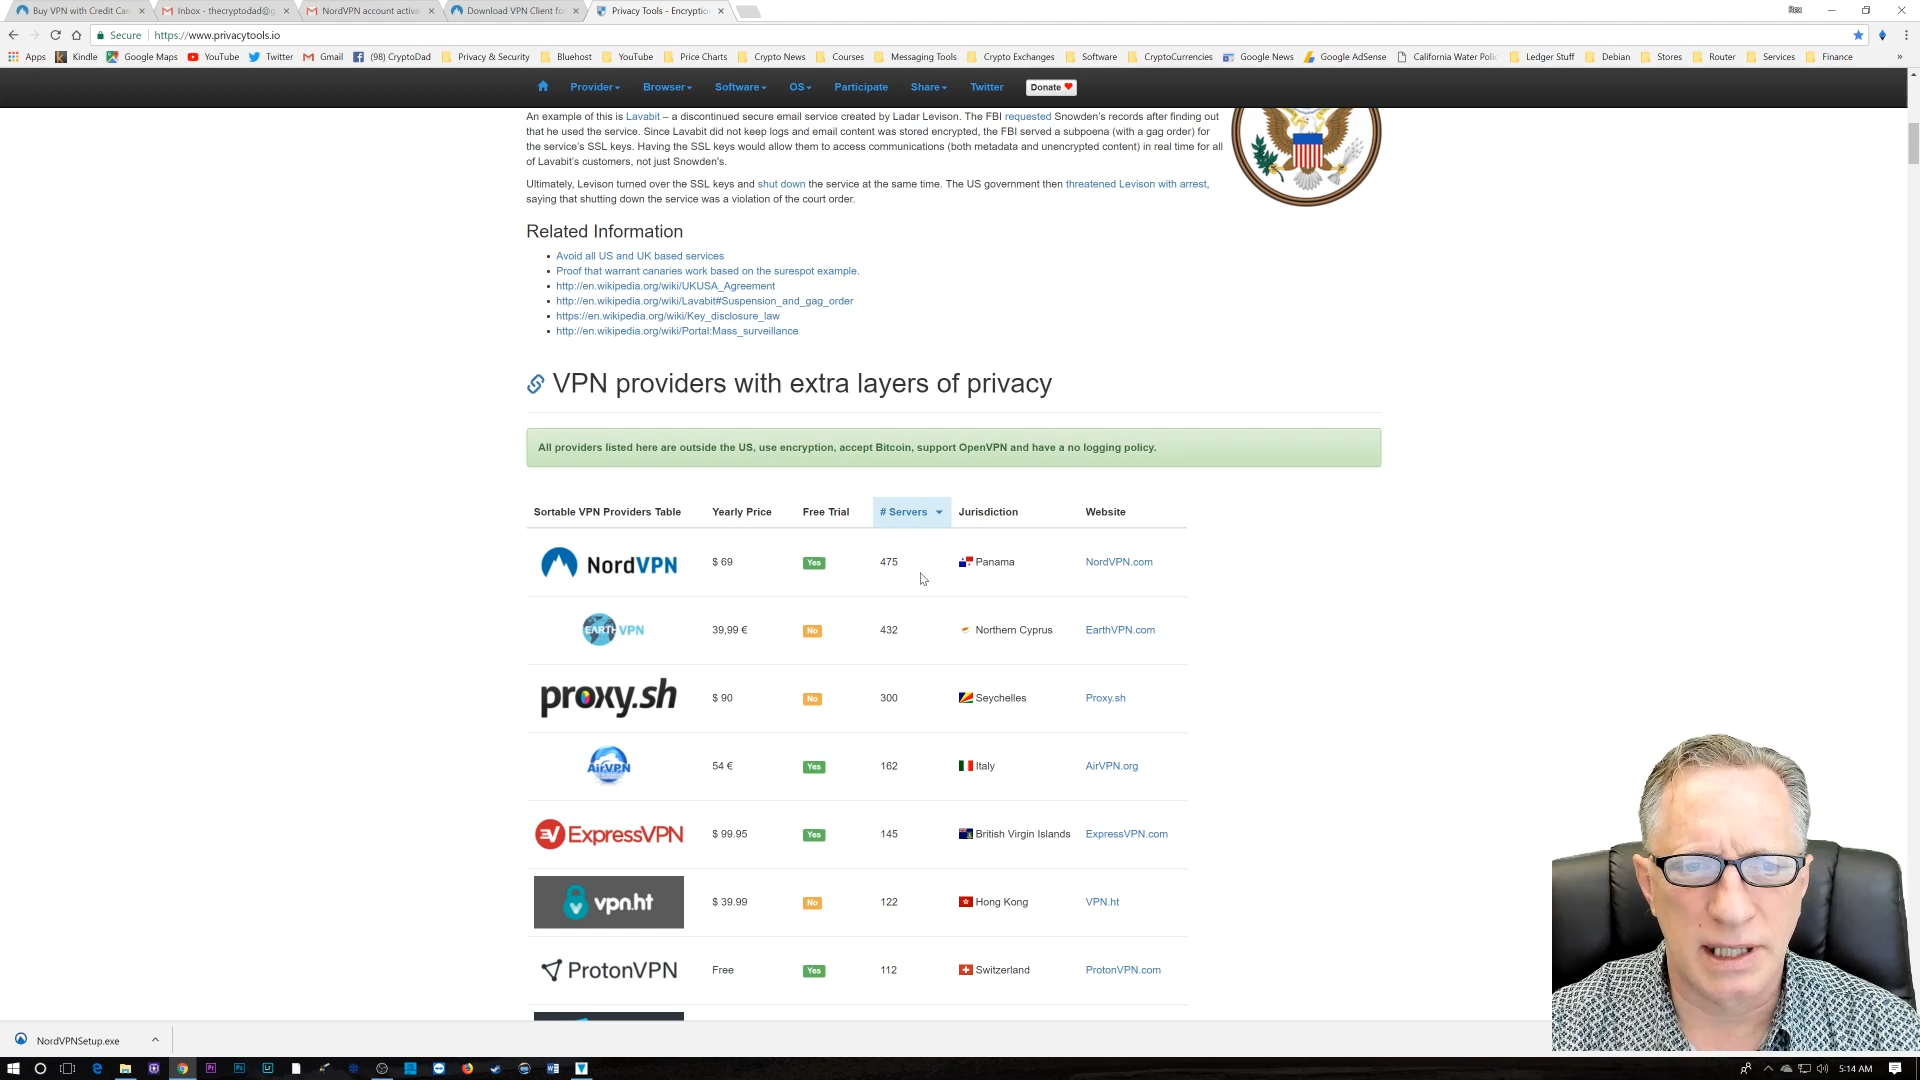 Buy VPN with Credit Ca
Inbox - thecryptodad@g
NordVPN account activa
Download VPN Client fo
Privacy Tools - Encryptio
Secure
https://www.privacytools.io
Apps
Kindle
Google Maps
YouTube
Twitter
Gmail
(98) CryptoDad
Privacy & Security
Bluehost
YouTube
Price Charts
Crypto News
Courses
Messaging Tools
Crypto Exchanges
Software
CryptoCurrencies
Google News
Google AdSense
California Water Poli
Ledger Stuff
Debian
Stores
Router
Services
Finance
»
Provider
Browser
Software
OS
Participate
Share
Twitter
Donate
An example of this is Lavabit – a discontinued secure email service created by Ladar Levison. The FBI requested Snowden's records after finding out
that he used the service. Since Lavabit did not keep logs and email content was stored encrypted, the FBI served a subpoena (with a gag order) for
the service's SSL keys. Having the SSL keys would allow them to access communications (both metadata and unencrypted content) in real time for all
of Lavabit's customers, not just Snowden's.
Ultimately, Levison turned over the SSL keys and shut down the service at the same time. The US government then threatened Levison with arrest,
saying that shutting down the service was a violation of the court order.
Related Information
Avoid all US and UK based services
Proof that warrant canaries work based on the surespot example.
http://en.wikipedia.org/wiki/UKUSA_Agreement
http://en.wikipedia.org/wiki/Lavabit#Suspension_and_gag_order
https://en.wikipedia.org/wiki/Key_disclosure_law
http://en.wikipedia.org/wiki/Portal:Mass_surveillance
VPN providers with extra layers of privacy
All providers listed here are outside the US, use encryption, accept Bitcoin, support OpenVPN and have a no logging policy.
Sortable VPN Providers Table
Yearly Price
Free Trial
# Servers
Jurisdiction
Website
NordVPN
$ 69
Yes
475
Panama
NordVPN.com
EARTH VPN
39,99 €
No
432
Northern Cyprus
EarthVPN.com
proxy.sh
$ 90
No
300
Seychelles
Proxy.sh
AirVPN
54 €
Yes
162
Italy
AirVPN.org
ExpressVPN
$ 99.95
Yes
145
British Virgin Islands
ExpressVPN.com
vpn.ht
$ 39.99
No
122
Hong Kong
VPN.ht
ProtonVPN
Free
Yes
112
Switzerland
ProtonVPN.com
NordVPNSetup.exe
5:14 AM